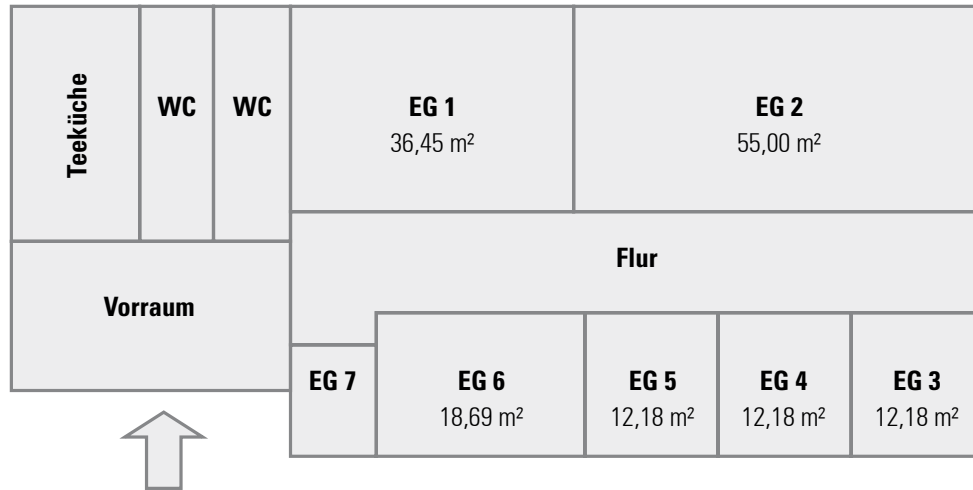 Teeküche
WC
WC
EG 1
36,45 m²
EG 2
55,00 m²
Flur
Vorraum
EG 7
EG 6
18,69 m²
EG 5
12,18 m²
EG 4
12,18 m²
EG 3
12,18 m²